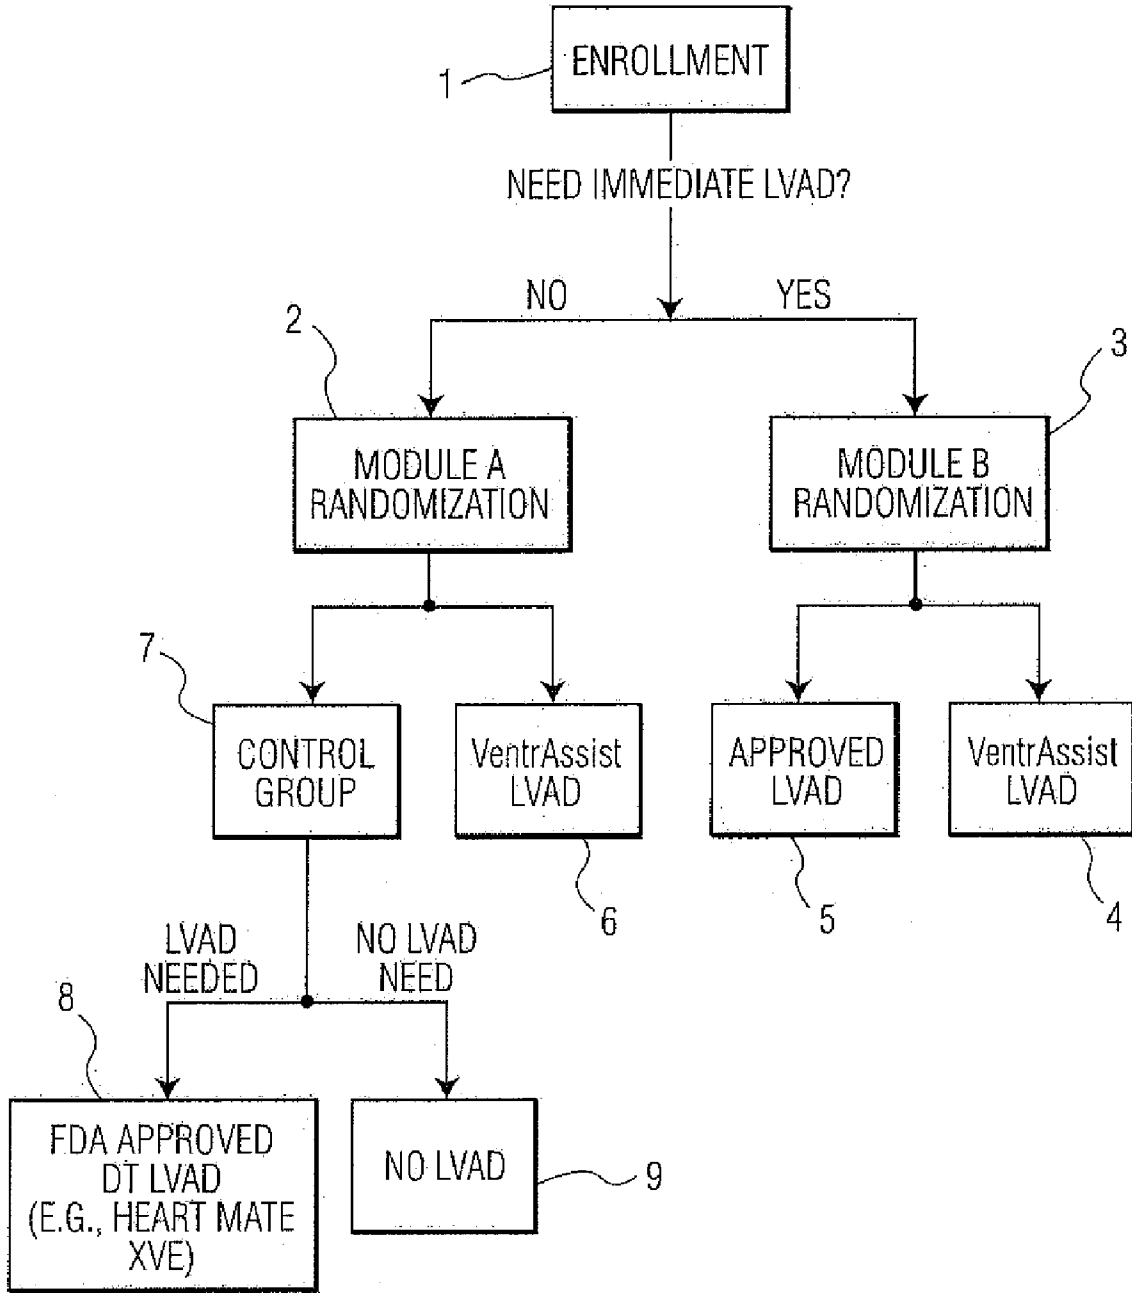 ENROLLMENT
1
NEED IMMEDIATE LVAD?
NO
YES
2
3
MODULE A
RANDOMIZATION
MODULE B
RANDOMIZATION
7
CONTROL
GROUP
VentrAssist
LVAD
APPROVED
LVAD
VentrAssist
LVAD
6
5
4
LVAD
NEEDED
NO LVAD
NEED
8
FDA APPROVED
DT LVAD
(E.G., HEART MATE
XVE)
NO LVAD
9